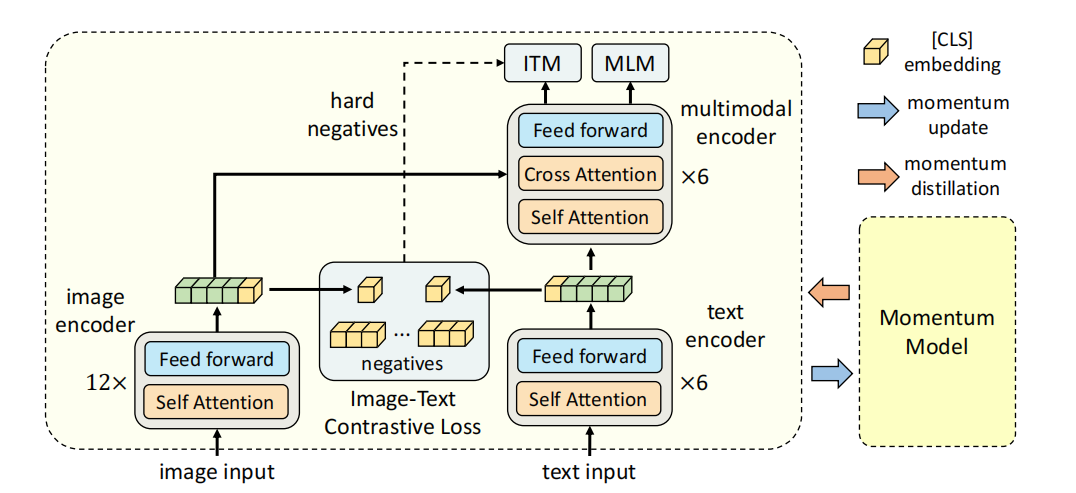 ITM
MLM
hard
negatives
multimodal
encoder
Feed forward
Cross Attention
Self Attention
×6
image
encoder
12×
Feed forward
Self Attention
image input
...
negatives
Image-Text
Contrastive Loss
text
encoder
Feed forward
Self Attention
×6
text input
[CLS]
embedding
momentum
update
momentum
distillation
Momentum
Model